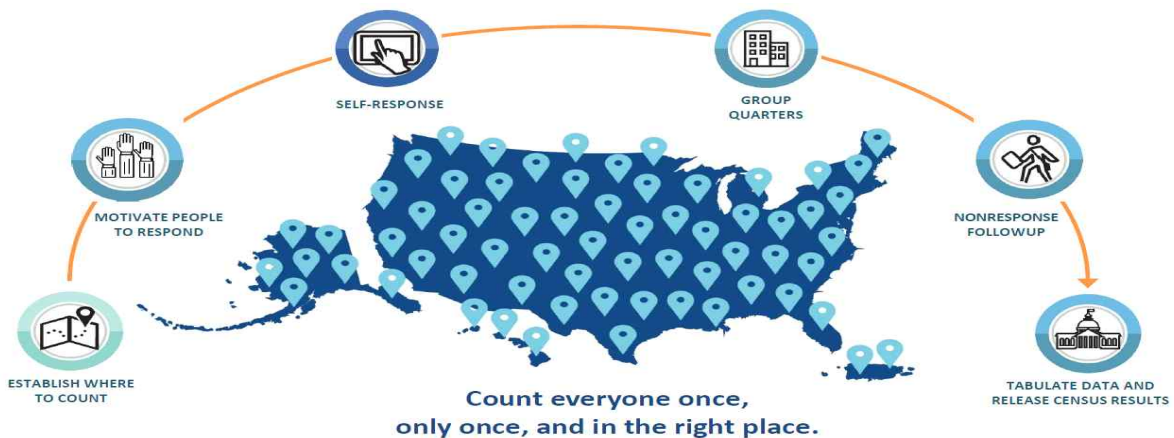 SELF-RESPONSE
GROUP
QUARTERS
MOTIVATE PEOPLE
TO RESPOND
NONRESPONSE
FOLLOWUP
ESTABLISH WHERE
TO COUNT
TABULATE DATA AND
RELEASE CENSUS RESULTS
Count everyone once,
only once, and in the right place.